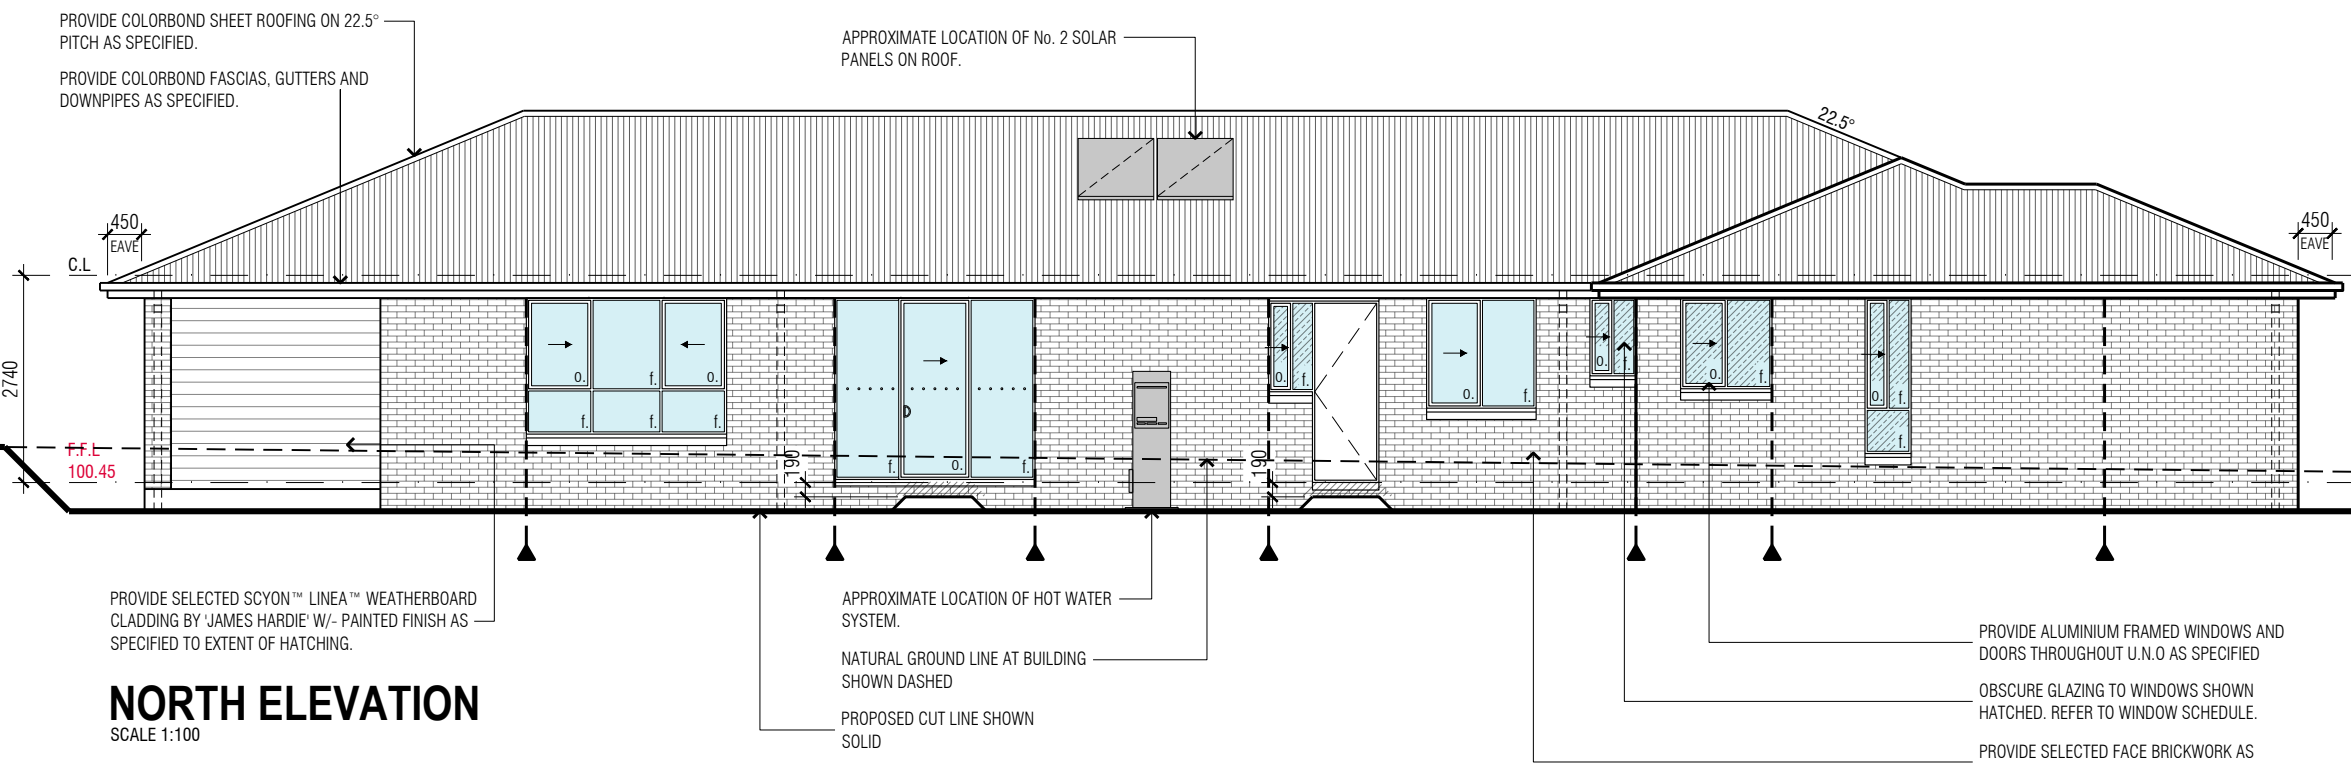 PROVIDE COLORBOND SHEET ROOFING ON 22.5°
PITCH AS SPECIFIED.
PROVIDE COLORBOND FASCIAS, GUTTERS AND
DOWNPIPES AS SPECIFIED.
APPROXIMATE LOCATION OF No. 2 SOLAR
PANELS ON ROOF.
22.5°
450
EAVE
450
EAVE
C.L
2740
F.F.L
100.45
O.
f.
O.
f.
f.
f.
f.
O.
f.
190
190
O.
f.
O.
f.
O.
f.
O.
f.
O.
f.
f.
PROVIDE SELECTED SCYON™ LINEA™ WEATHERBOARD
CLADDING BY 'JAMES HARDIE' W/- PAINTED FINISH AS
SPECIFIED TO EXTENT OF HATCHING.
NORTH ELEVATION
SCALE 1:100
APPROXIMATE LOCATION OF HOT WATER
SYSTEM.
NATURAL GROUND LINE AT BUILDING
SHOWN DASHED
PROPOSED CUT LINE SHOWN
SOLID
PROVIDE ALUMINIUM FRAMED WINDOWS AND
DOORS THROUGHOUT U.N.O AS SPECIFIED
OBSCURE GLAZING TO WINDOWS SHOWN
HATCHED. REFER TO WINDOW SCHEDULE.
PROVIDE SELECTED FACE BRICKWORK AS